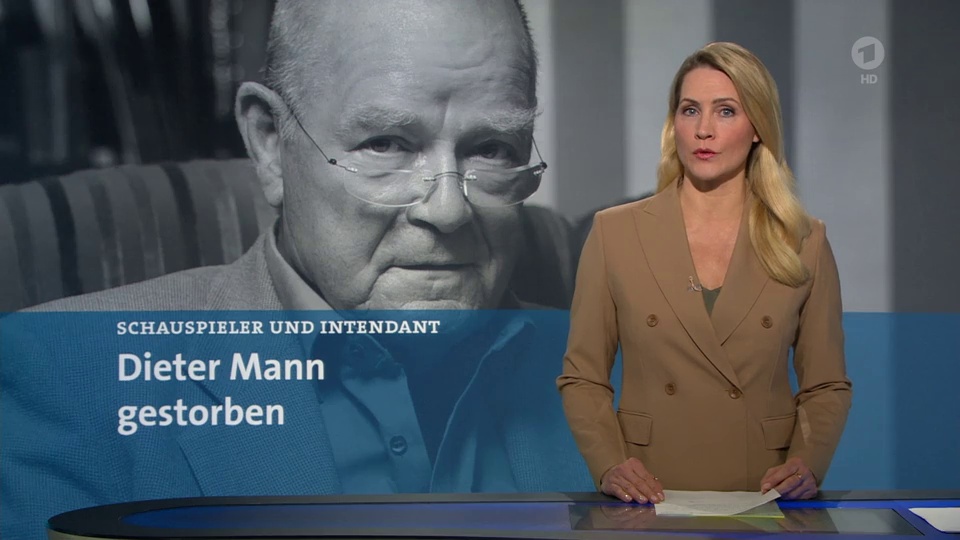 1
HD
SCHAUSPIELER UND INTENDANT
Dieter Mann
gestorben